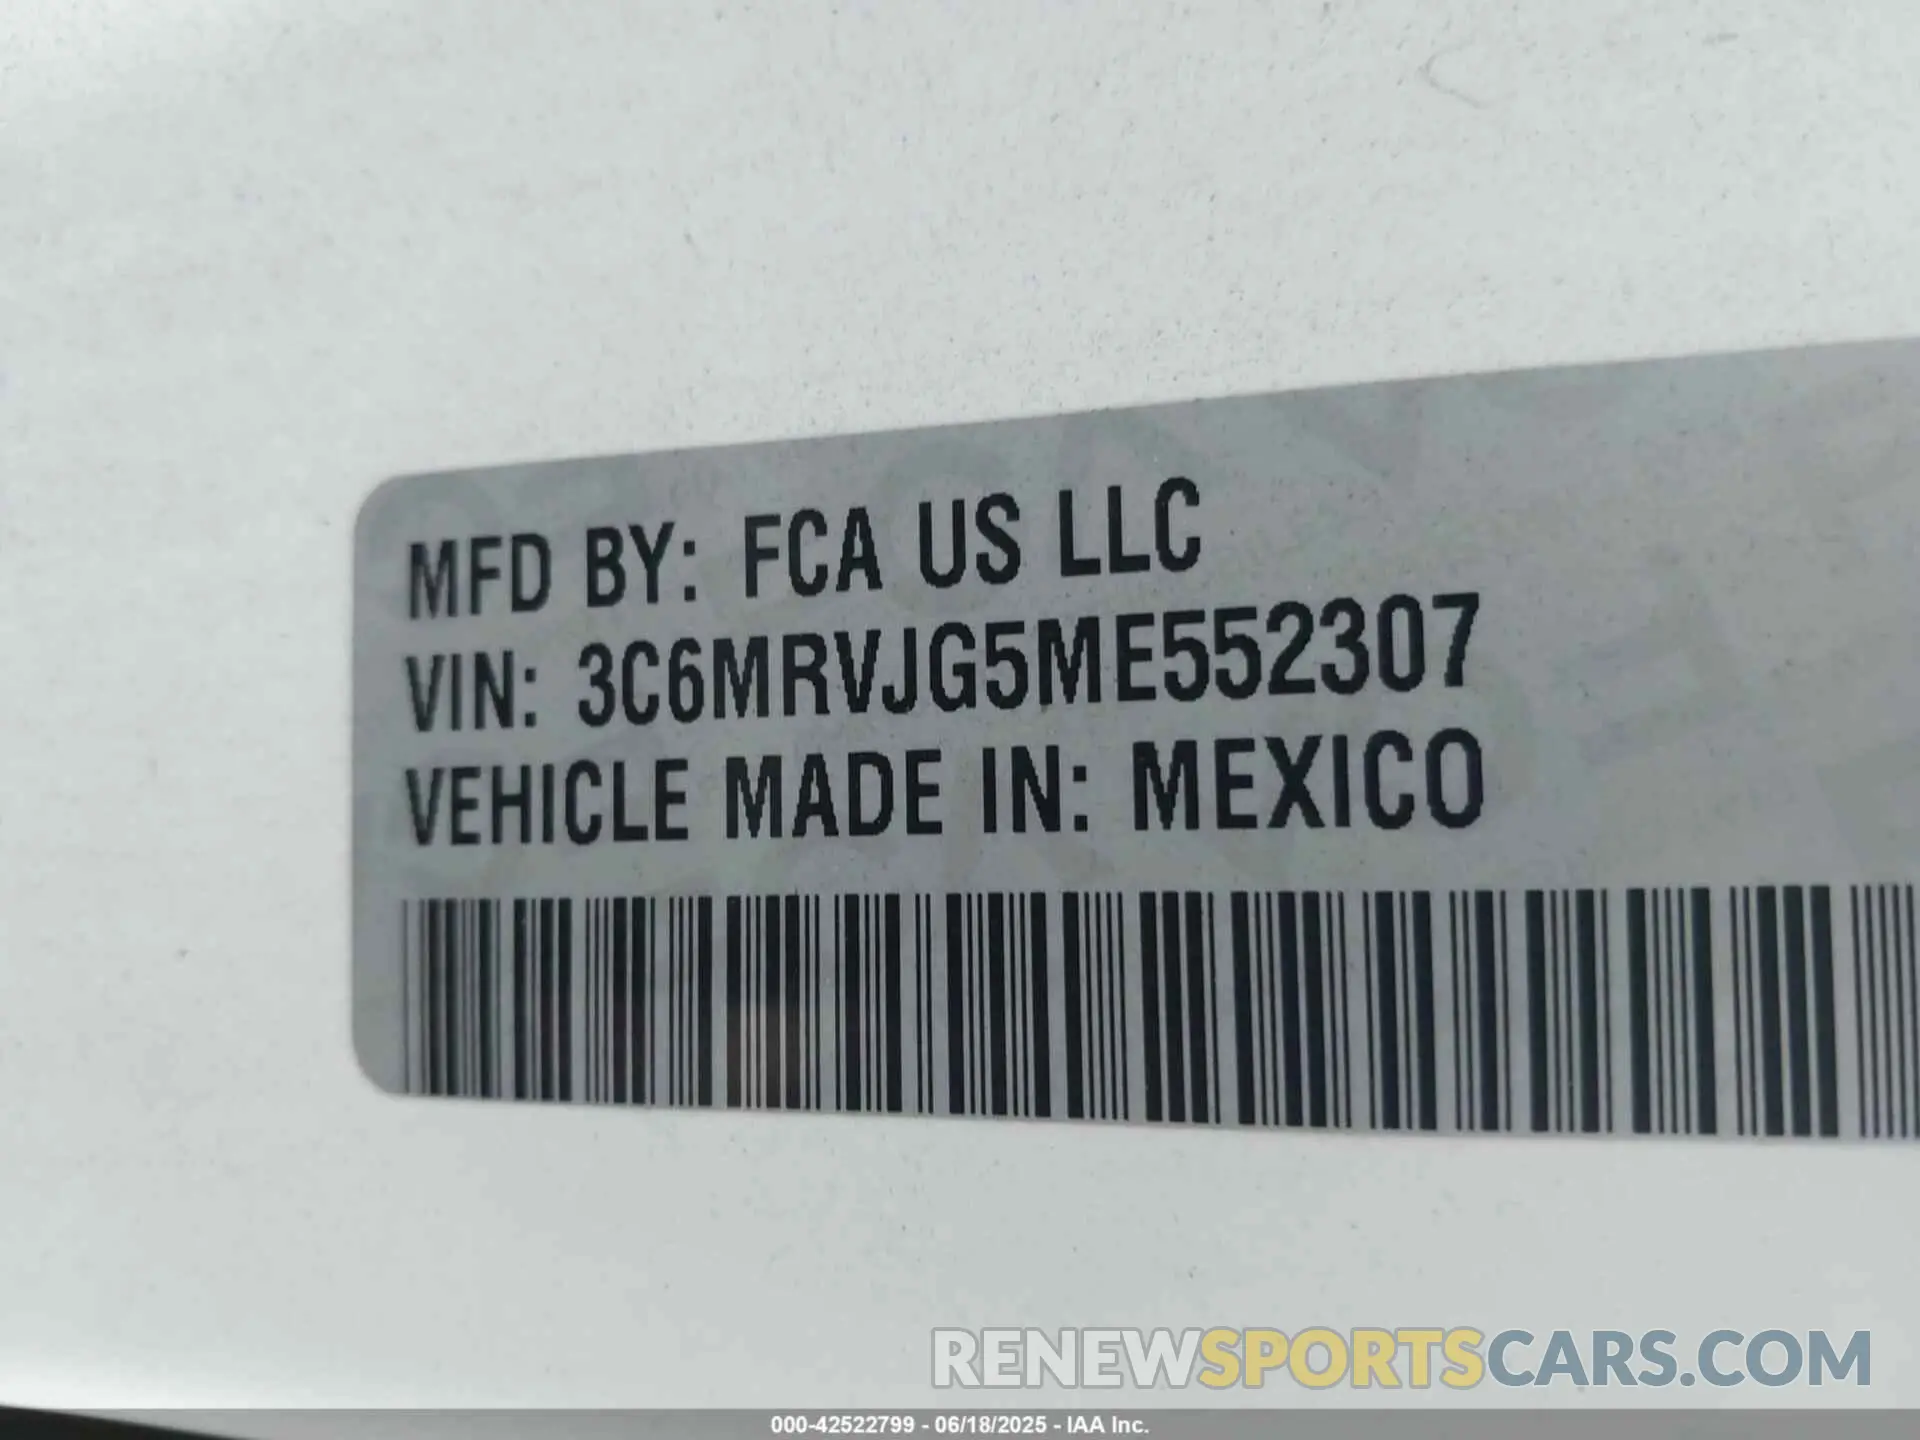 MFD BY: FCA US LLC
VIN: 3C6MRVJG5ME552307
VEHICLE MADE IN: MEXICO
RENEWSPORTSCARS.COM
000-42522799 - 06/18/2025 - IAA Inc.